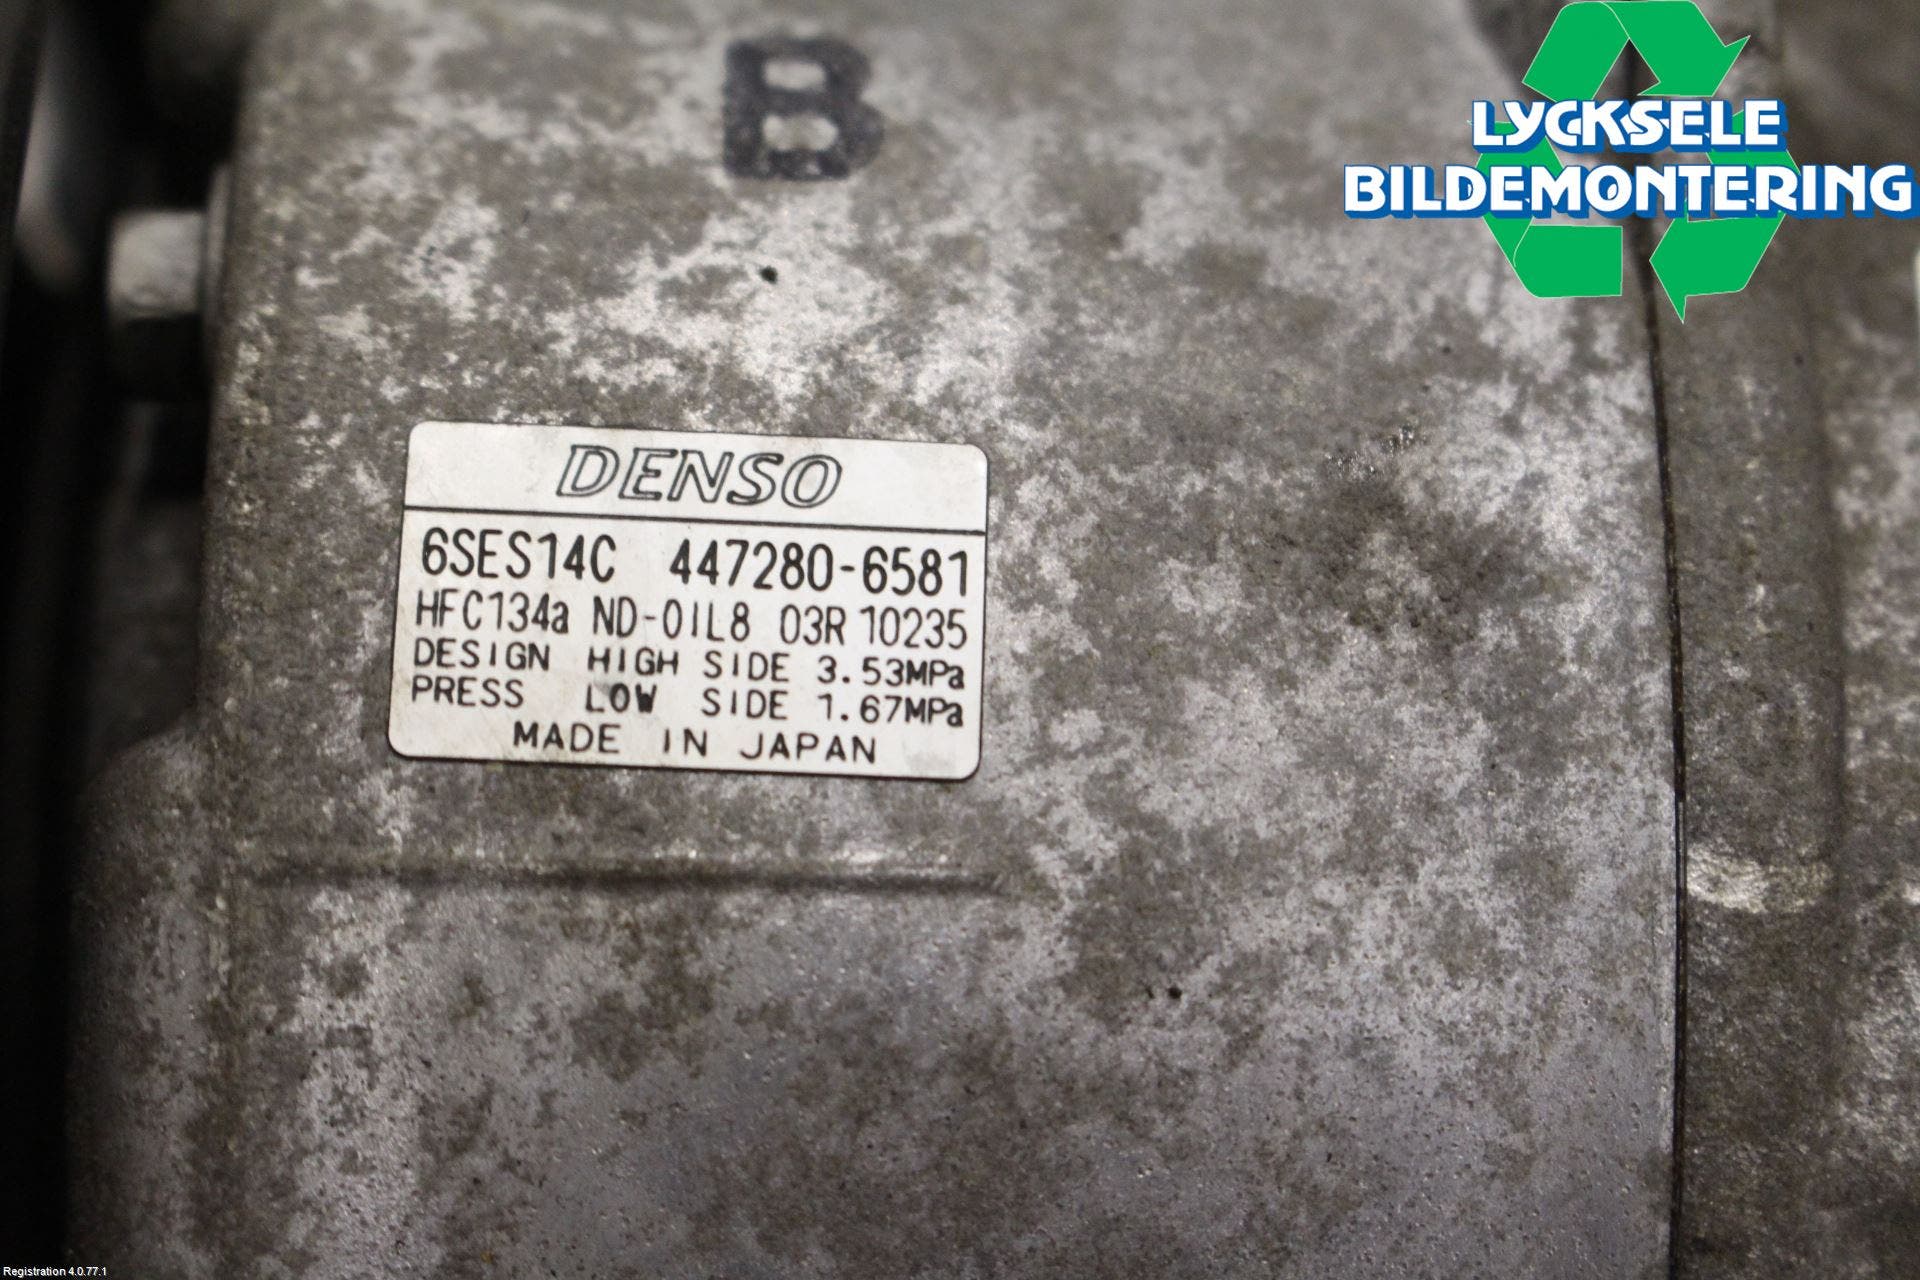 B
LYCKSELE
BILDEMONTERING
DENSO
6SES14C 447280-6581
HFC134a ND-OIL8 03R 10235
DESIGN HIGH SIDE 3.53MPa
PRESS LOW SIDE 1.67MPa
MADE IN JAPAN
Registration 4.0.77.1